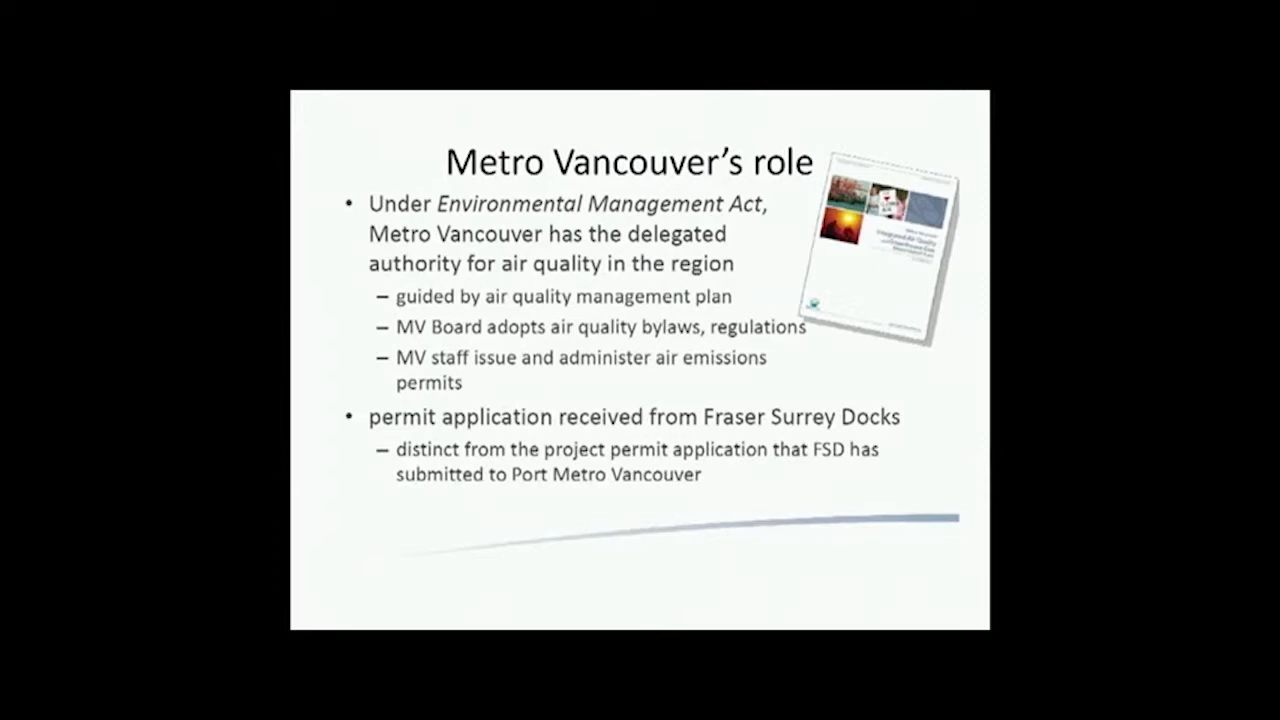 Metro Vancouver's role
• Under Environmental Management Act,
Metro Vancouver has the delegated
authority for air quality in the region
– guided by air quality management plan
– MV Board adopts air quality bylaws, regulations
– MV staff issue and administer air emissions
permits
• permit application received from Fraser Surrey Docks
– distinct from the project permit application that FSD has
submitted to Port Metro Vancouver
Integrated Air Quality